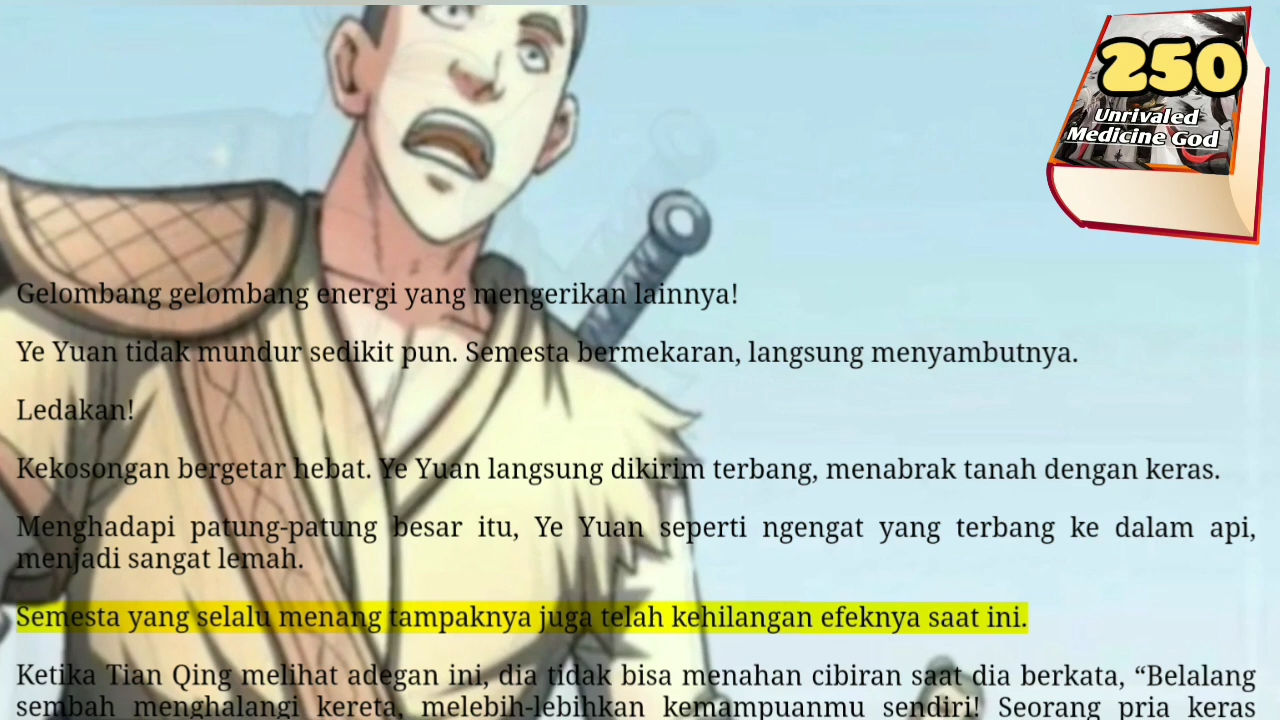 250
Unrivaled
Medicine God
Gelombang gelombang energi yang mengerikan lainnya!
Ye Yuan tidak mundur sedikit pun. Semesta bermekaran, langsung menyambutnya.
Ledakan!
Kekosongan bergetar hebat. Ye Yuan langsung dikirim terbang, menabrak tanah dengan keras.
Menghadapi patung-patung besar itu, Ye Yuan seperti ngengat yang terbang ke dalam api,
menjadi sangat lemah.
Semesta yang selalu menang tampaknya juga telah kehilangan efeknya saat ini.
Ketika Tian Qing melihat adegan ini, dia tidak bisa menahan cibiran saat dia berkata, “Belalang
sembah menghalangi kereta, melebih-lebihkan kemampuanmu sendiri! Seorang pria keras